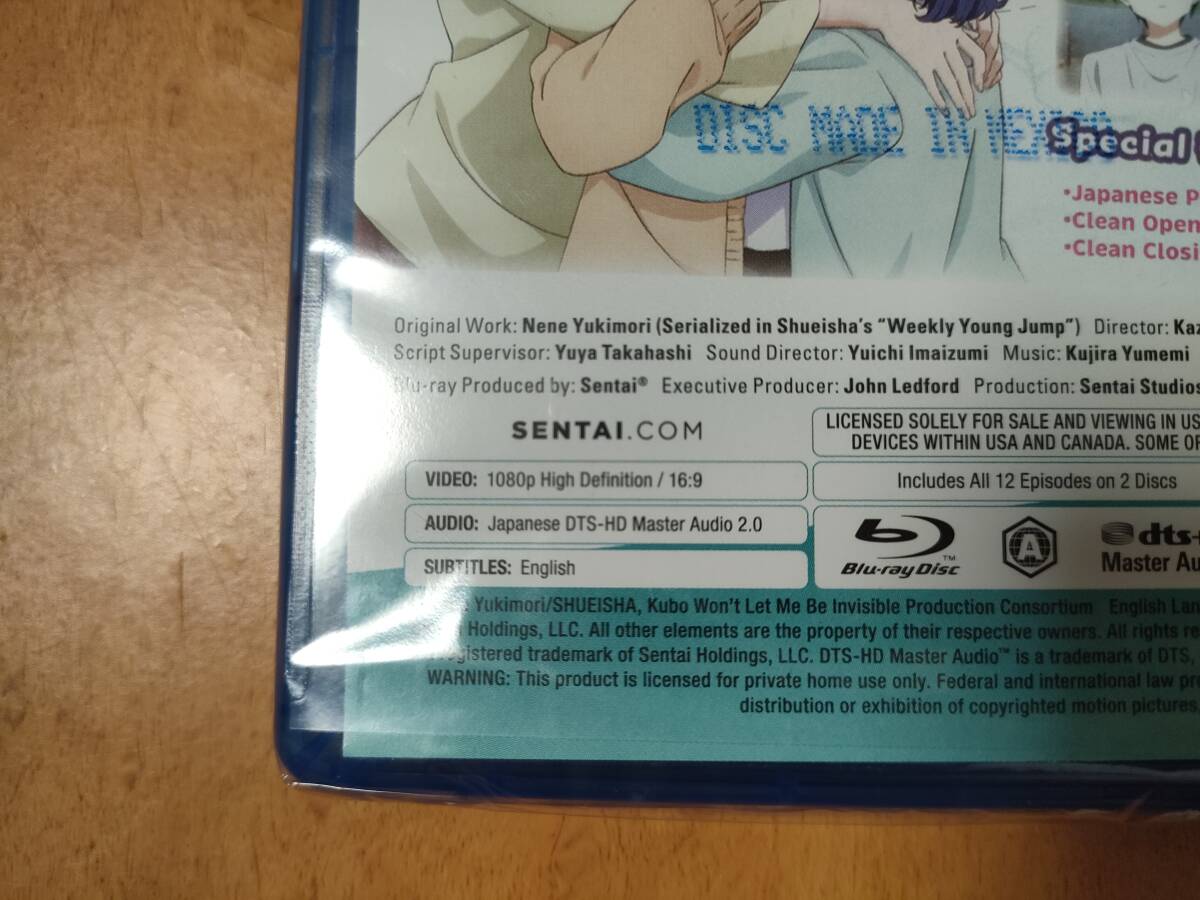 DISC MADE IN MEXICO
Special
•Japanese P
•Clean Open
•Clean Closi
Original Work: Nene Yukimori (Serialized in Shueisha's "Weekly Young Jump") Director: Kaz
Script Supervisor: Yuya Takahashi Sound Director: Yuichi Imaizumi Music: Kujira Yumemi
Blu-ray Produced by: Sentai® Executive Producer: John Ledford Production: Sentai Studios
SENTAI.COM
LICENSED SOLELY FOR SALE AND VIEWING IN US
DEVICES WITHIN USA AND CANADA. SOME OF
VIDEO: 1080p High Definition / 16:9
Includes All 12 Episodes on 2 Discs
AUDIO: Japanese DTS-HD Master Audio 2.0
SUBTITLES: English
Blu-ray Disc™
A
dts-
Master Au
Yukimori/SHUEISHA, Kubo Won't Let Me Be Invisible Production Consortium English Lan
Holdings, LLC. All other elements are the property of their respective owners. All rights re
registered trademark of Sentai Holdings, LLC. DTS-HD Master Audio™ is a trademark of DTS,
WARNING: This product is licensed for private home use only. Federal and international law pre
distribution or exhibition of copyrighted motion pictures